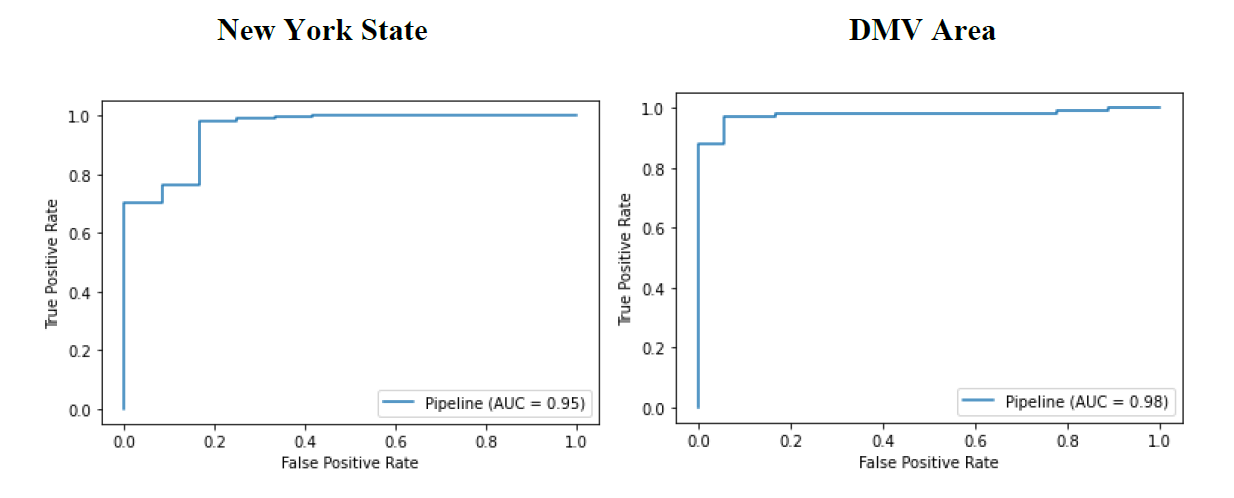 New York State
DMV Area
True Positive Rate
1.0
0.8
0.6
0.4
0.2
0.0
Pipeline (AUC = 0.95)
0.0 0.2 0.4 0.6 0.8 1.0
False Positive Rate
True Positive Rate
1.0
0.8
0.6
0.4
0.2
0.0
Pipeline (AUC = 0.98)
0.0 0.2 0.4 0.6 0.8 1.0
False Positive Rate